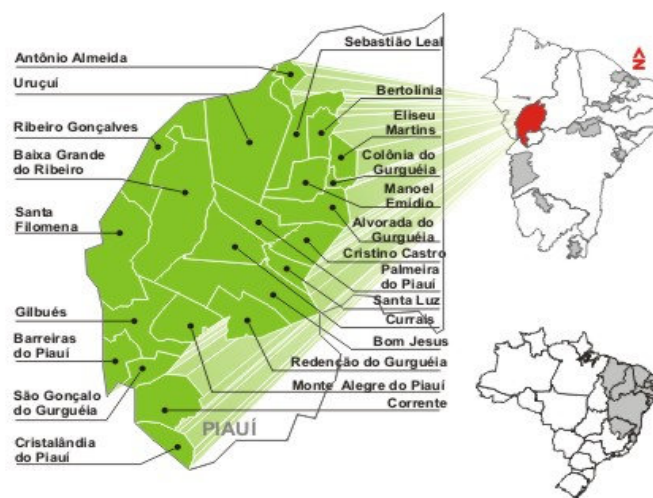 Antônio Almeida
Uruçuí
Ribeiro Gonçalves
Baixa Grande
do Ribeiro
Santa
Filomena
Gilbués
Barreiras
do Piauí
São Gonçalo
do Gurguéia
Cristalândia
do Piauí
Sebastião Leal
Bertolínia
Eliseu
Martins
Colônia do
Gurguéia
Manoel
Emídio
Alvorada do
Gurguéia
Cristino Castro
Palmeira
do Piauí
Santa Luz
Currais
Bom Jesus
Redenção do Gurguéia
Monte Alegre do Piauí
Corrente
PIAUÍ
N